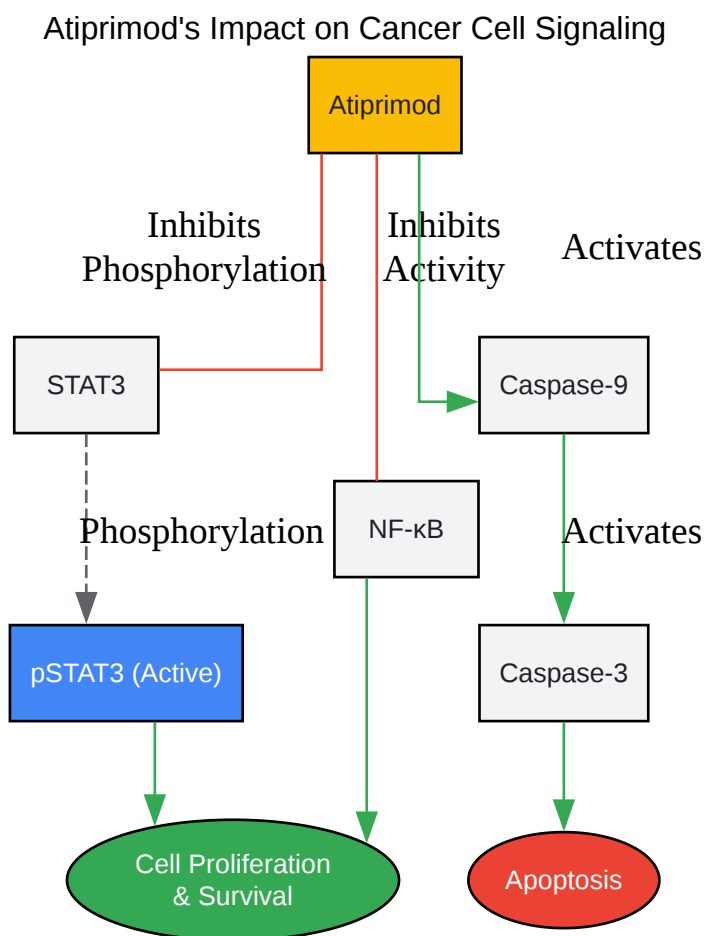 Atiprimod's Impact on Cancer Cell Signaling
Atiprimod
Inhibits
Phosphorylation
Inhibits
Activity
Activates
STAT3
Caspase-9
Phosphorylation
NF-κB
Activates
pSTAT3 (Active)
Caspase-3
Cell Proliferation
& Survival
Apoptosis